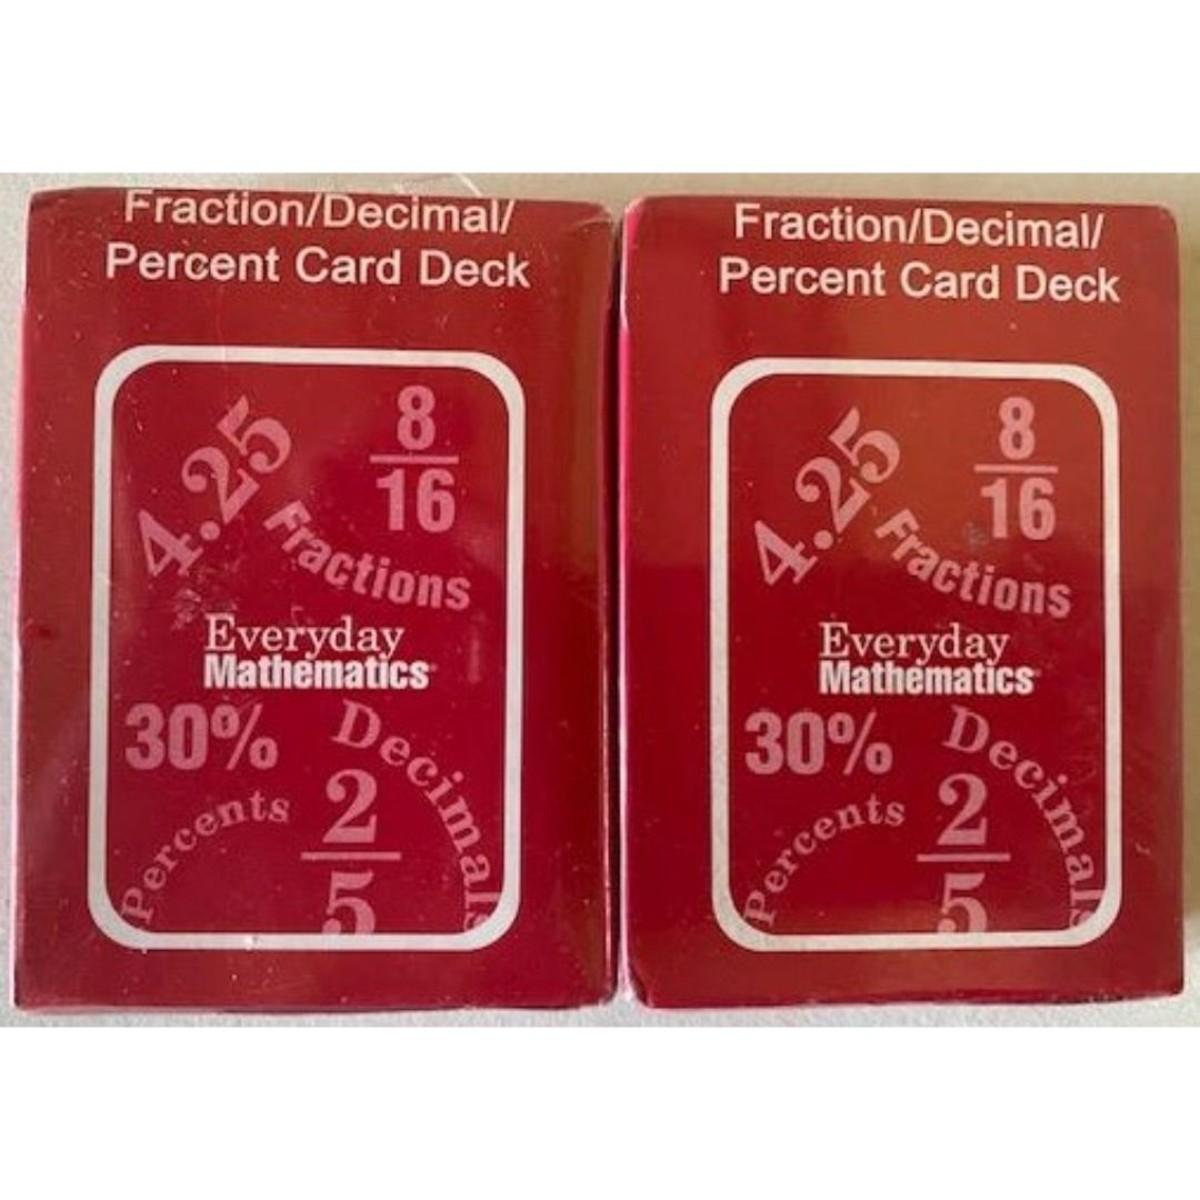 Fraction/Decimal/
Percent Card Deck
4.25
8
16
Fractions
Everyday
Mathematics
30%
Decimals
Percents
2
5
Fraction/Decimal/
Percent Card Deck
4.25
8
16
Fractions
Everyday
Mathematics
30%
Decimals
Percents
2
5